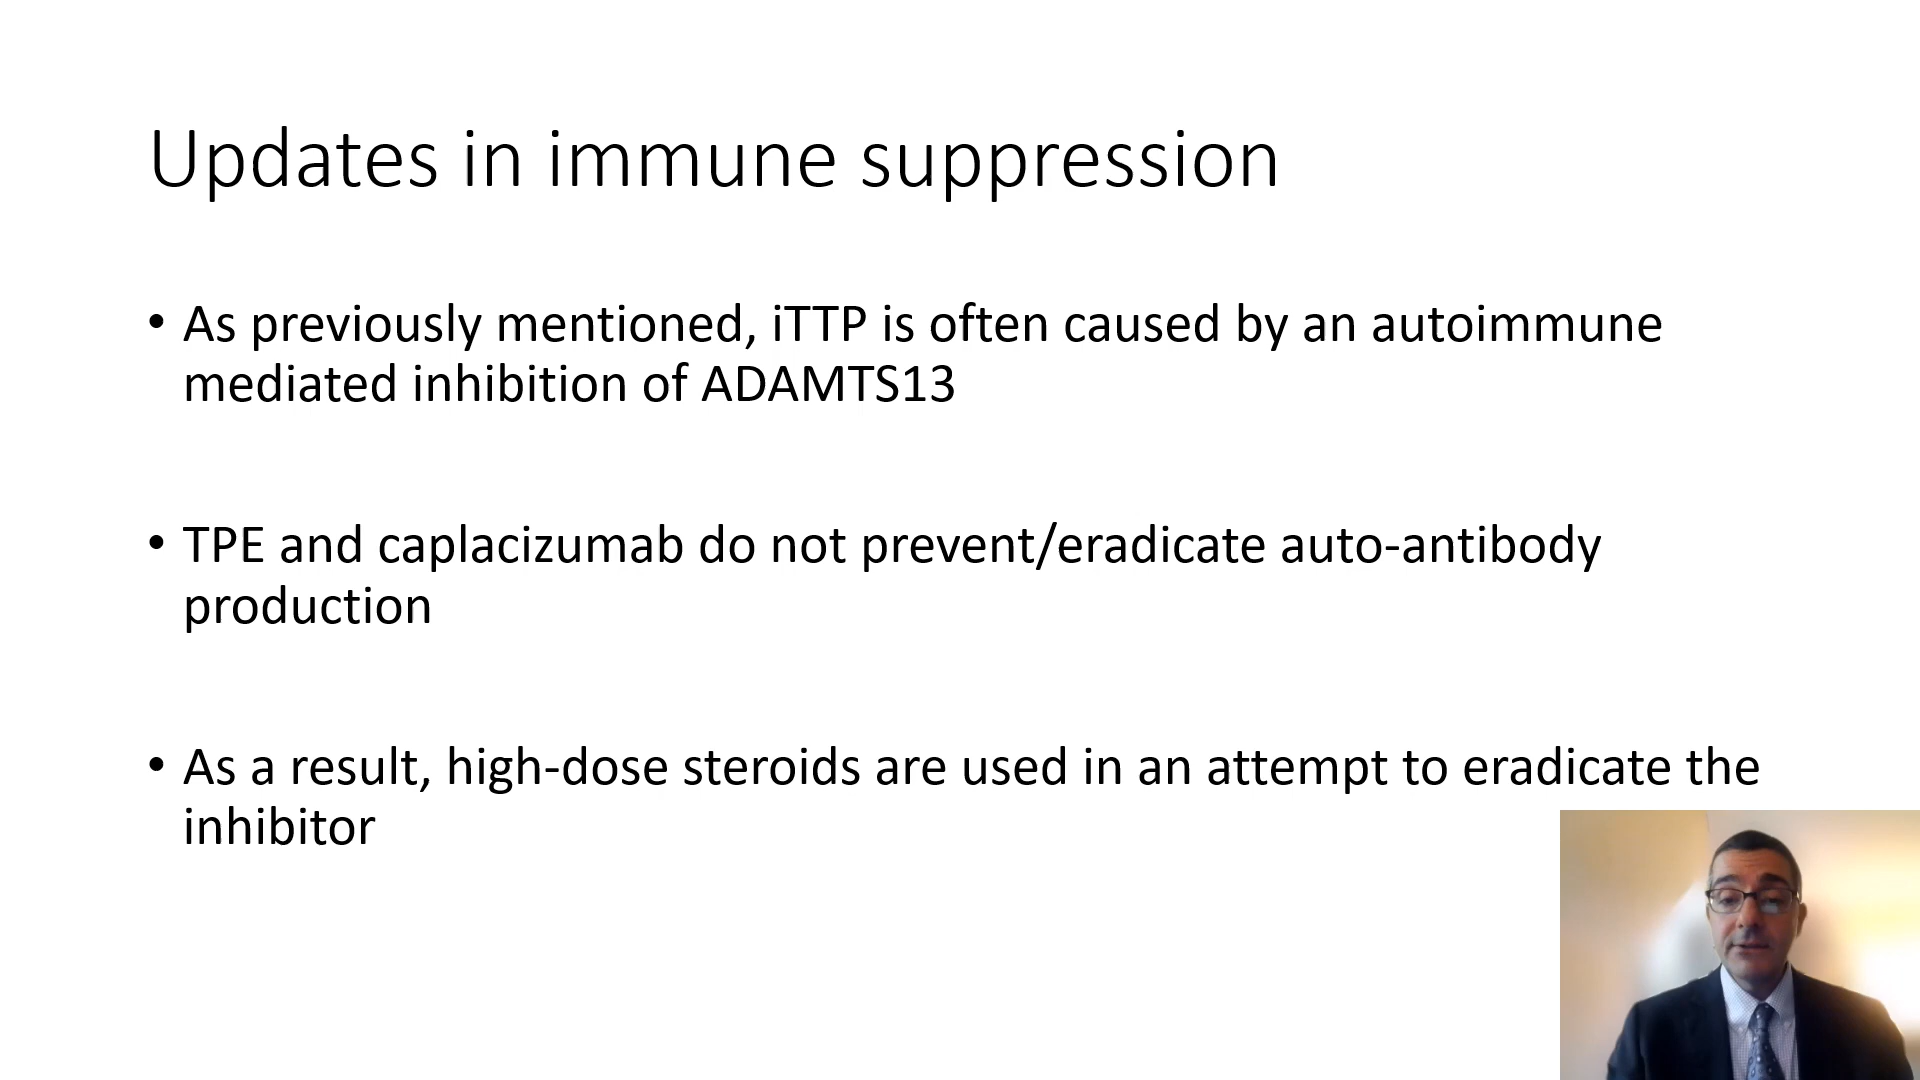 Updates in immune suppression
• As previously mentioned, iTTP is often caused by an autoimmune
mediated inhibition of ADAMTS13
• TPE and caplacizumab do not prevent/eradicate auto-antibody
production
• As a result, high-dose steroids are used in an attempt to eradicate the
inhibitor